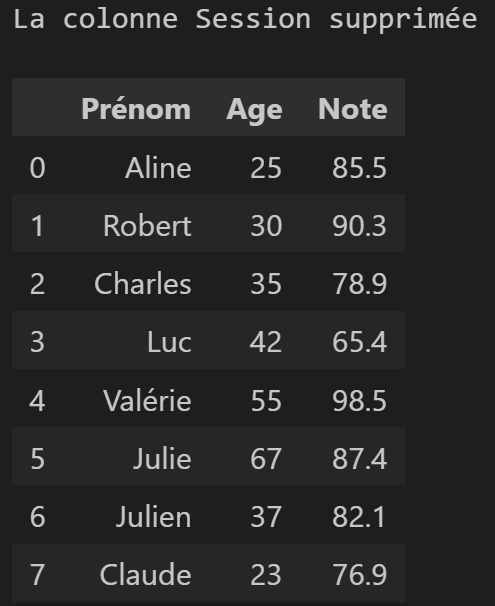 La colonne Session supprimée
Prénom Age Note
0 Aline 25 85.5
1 Robert 30 90.3
2 Charles 35 78.9
3 Luc 42 65.4
4 Valérie 55 98.5
5 Julie 67 87.4
6 Julien 37 82.1
7 Claude 23 76.9